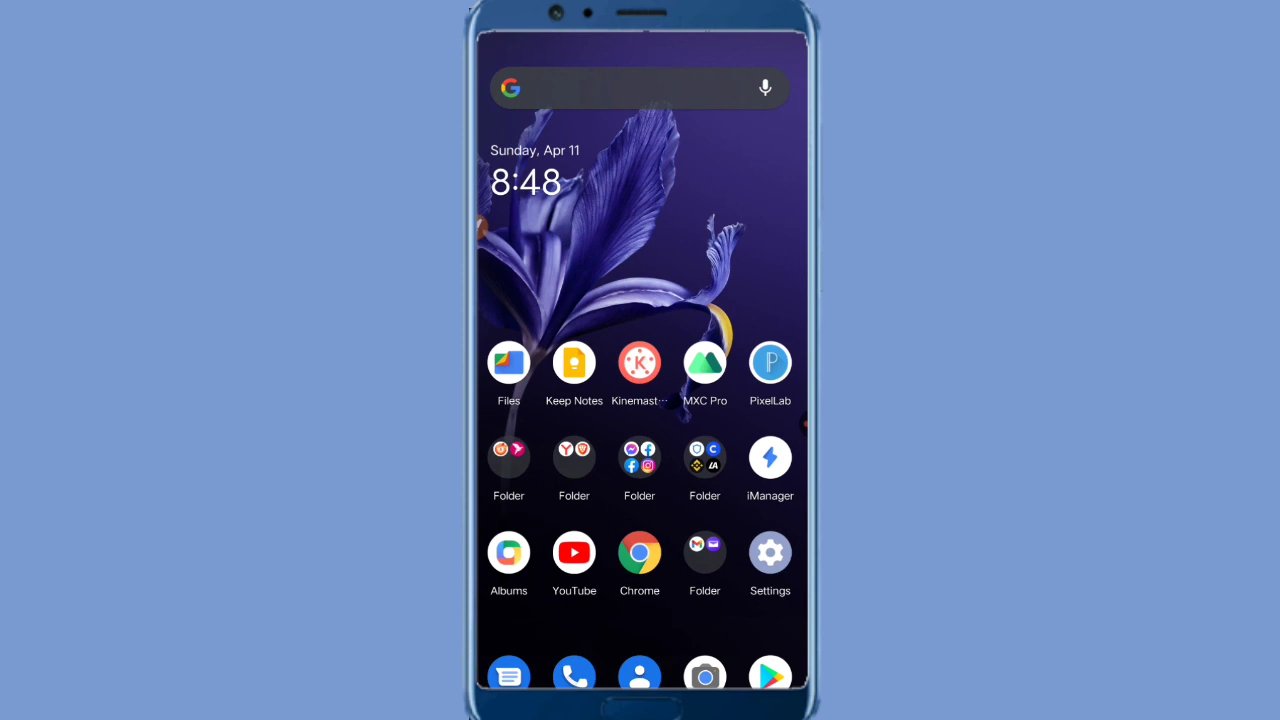 Sunday, Apr 11
8:48
Files
Keep Notes
Kinemast···
MXC Pro
PixelLab
Folder
Folder
Folder
Folder
iManager
Albums
YouTube
Chrome
Folder
Settings